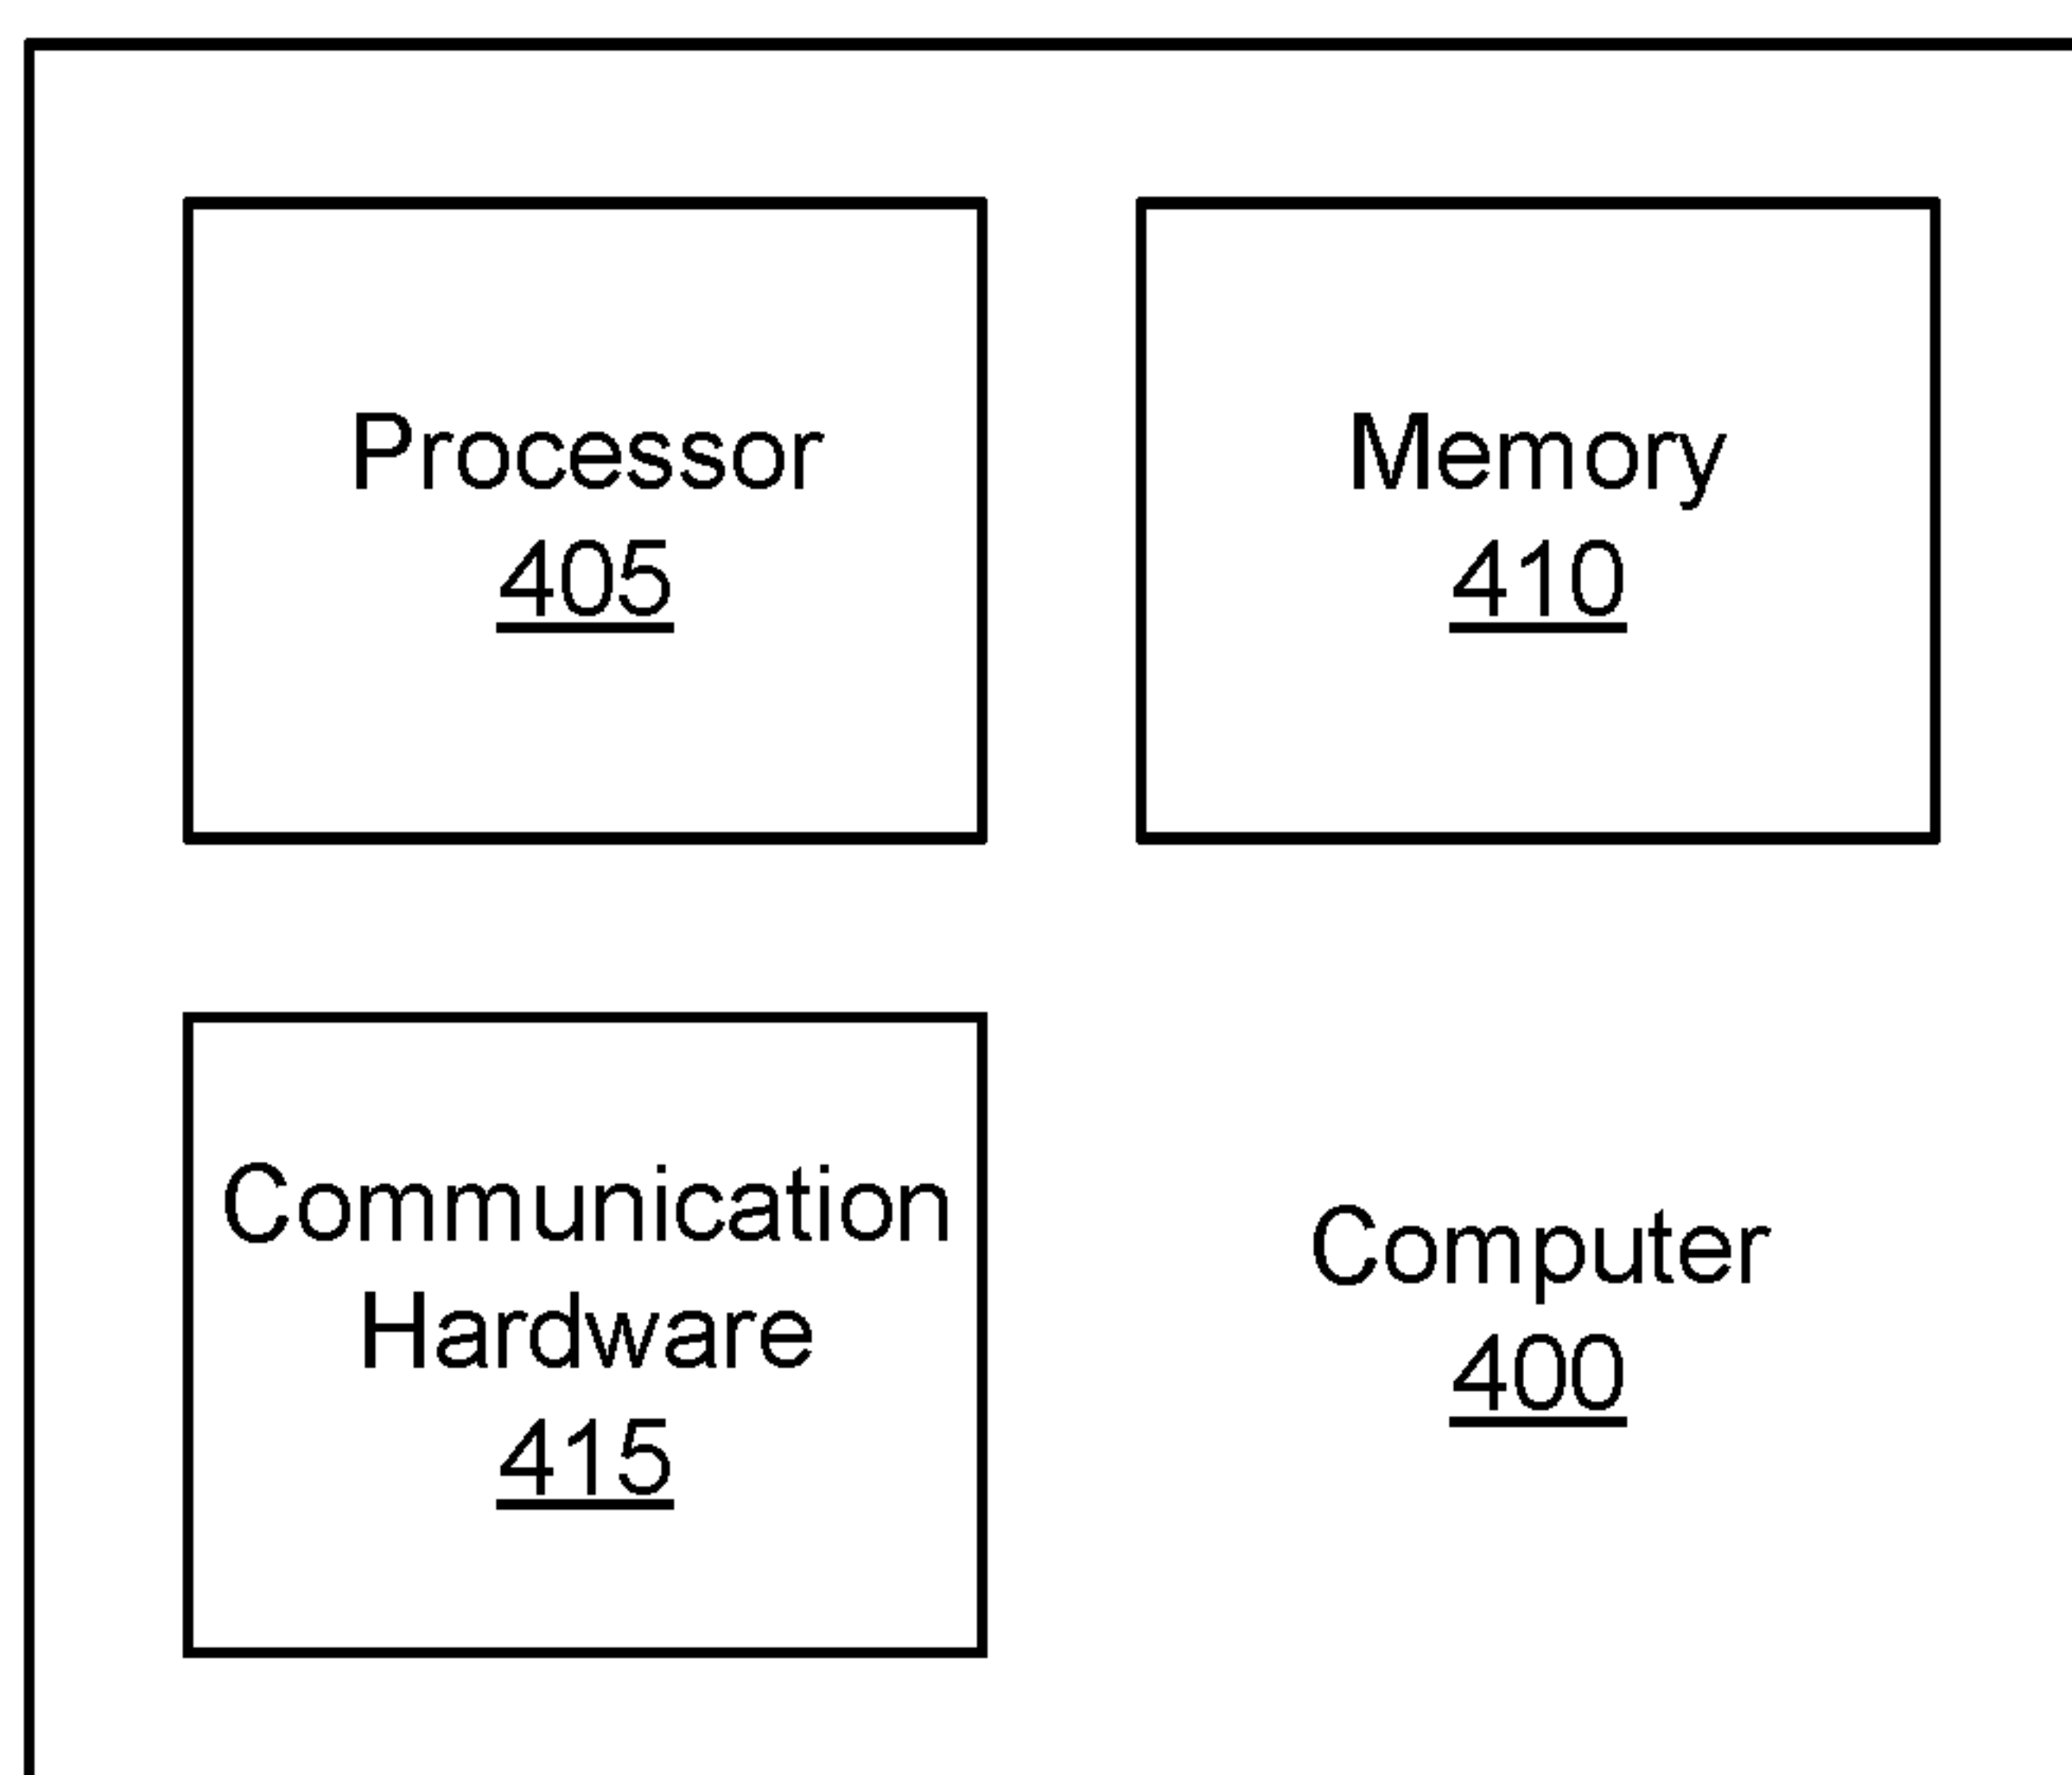 Processor
405
Memory
410
Communication
Hardware
415
Computer
400